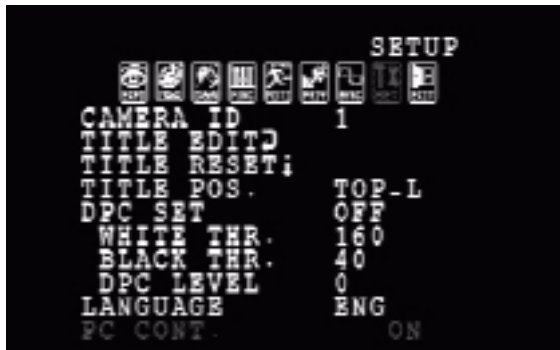 SETUP
CAMERA ID 1
TITLE EDIT
TITLE RESET
TITLE POS. TOP-L
DPC SET OFF
WHITE THR. 160
BLACK THR. 40
DPC LEVEL 0
LANGUAGE ENG
PC CONT. ON